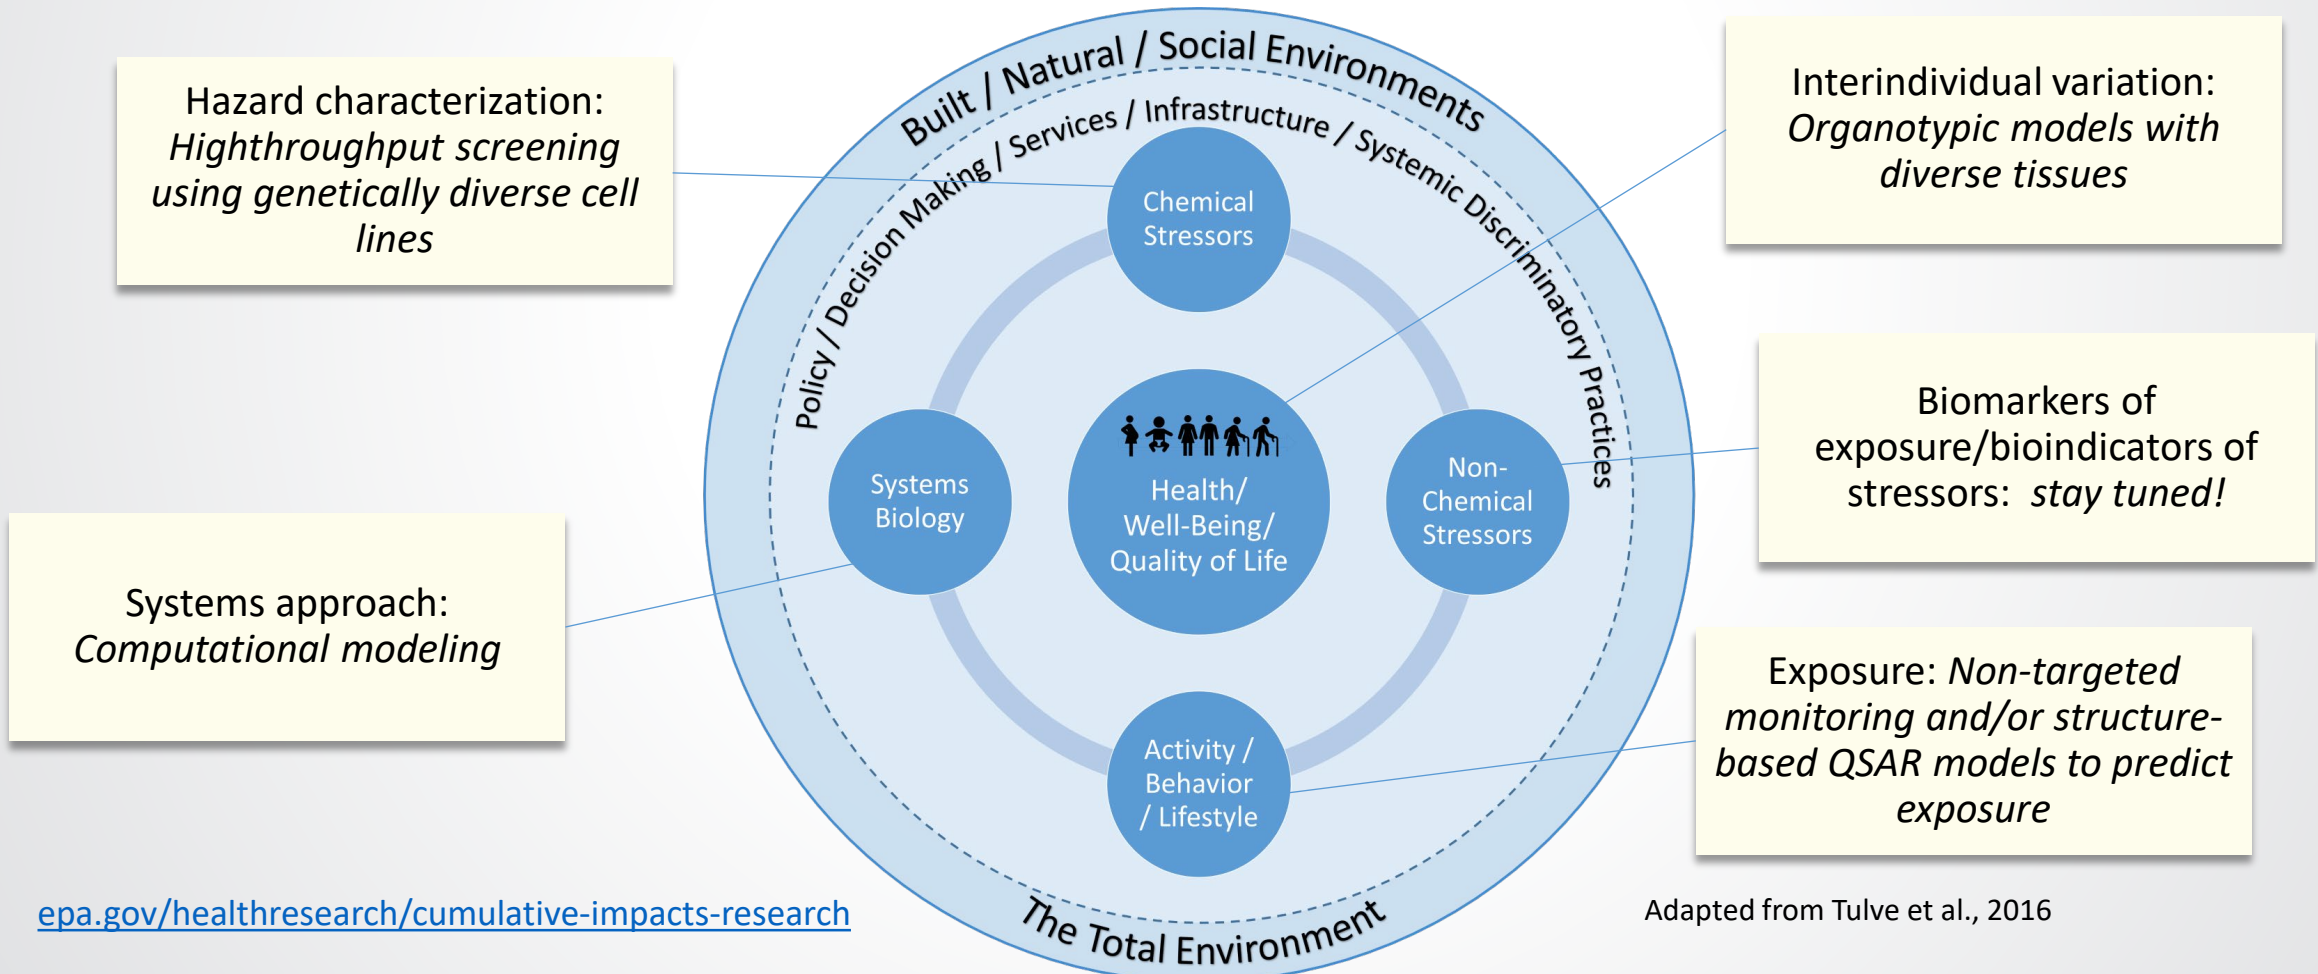 Hazard characterization:
Highthroughput screening
using genetically diverse cell
lines
Systems approach:
Computational modeling
Built / Natural / Social Environments
Policy / Decision Making / Services / Infrastructure / Systemic Discriminatory Practices
Chemical
Stressors
Systems
Biology
Health/
Well-Being/
Quality of Life
Non-
Chemical
Stressors
Activity /
Behavior
/ Lifestyle
The Total Environment
Interindividual variation:
Organotypic models with
diverse tissues
Biomarkers of
exposure/bioindicators of
stressors: stay tuned!
Exposure: Non-targeted
monitoring and/or structure-
based QSAR models to predict
exposure
epa.gov/healthresearch/cumulative-impacts-research
Adapted from Tulve et al., 2016